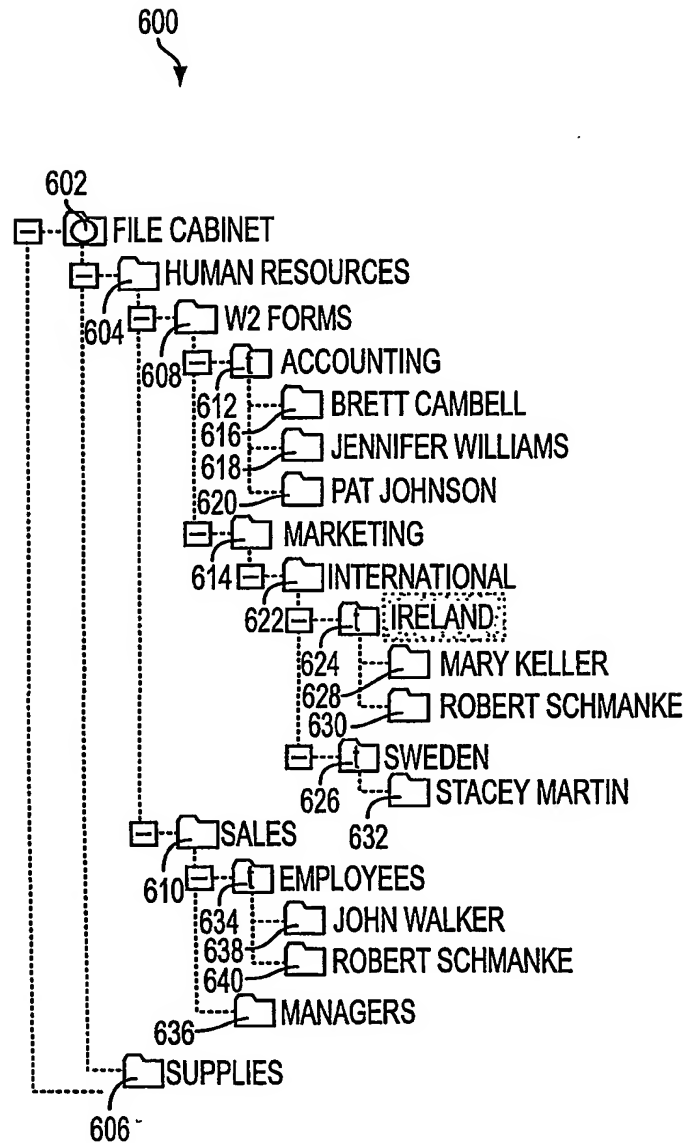 600
602
FILE CABINET
HUMAN RESOURCES
604
W2 FORMS
608
ACCOUNTING
612
BRETT CAMBELL
616
JENNIFER WILLIAMS
618
PAT JOHNSON
620
MARKETING
614
INTERNATIONAL
622
IRELAND
624
MARY KELLER
628
ROBERT SCHMANKE
630
SWEDEN
626
STACEY MARTIN
632
SALES
610
EMPLOYEES
634
JOHN WALKER
638
ROBERT SCHMANKE
640
MANAGERS
636
SUPPLIES
606